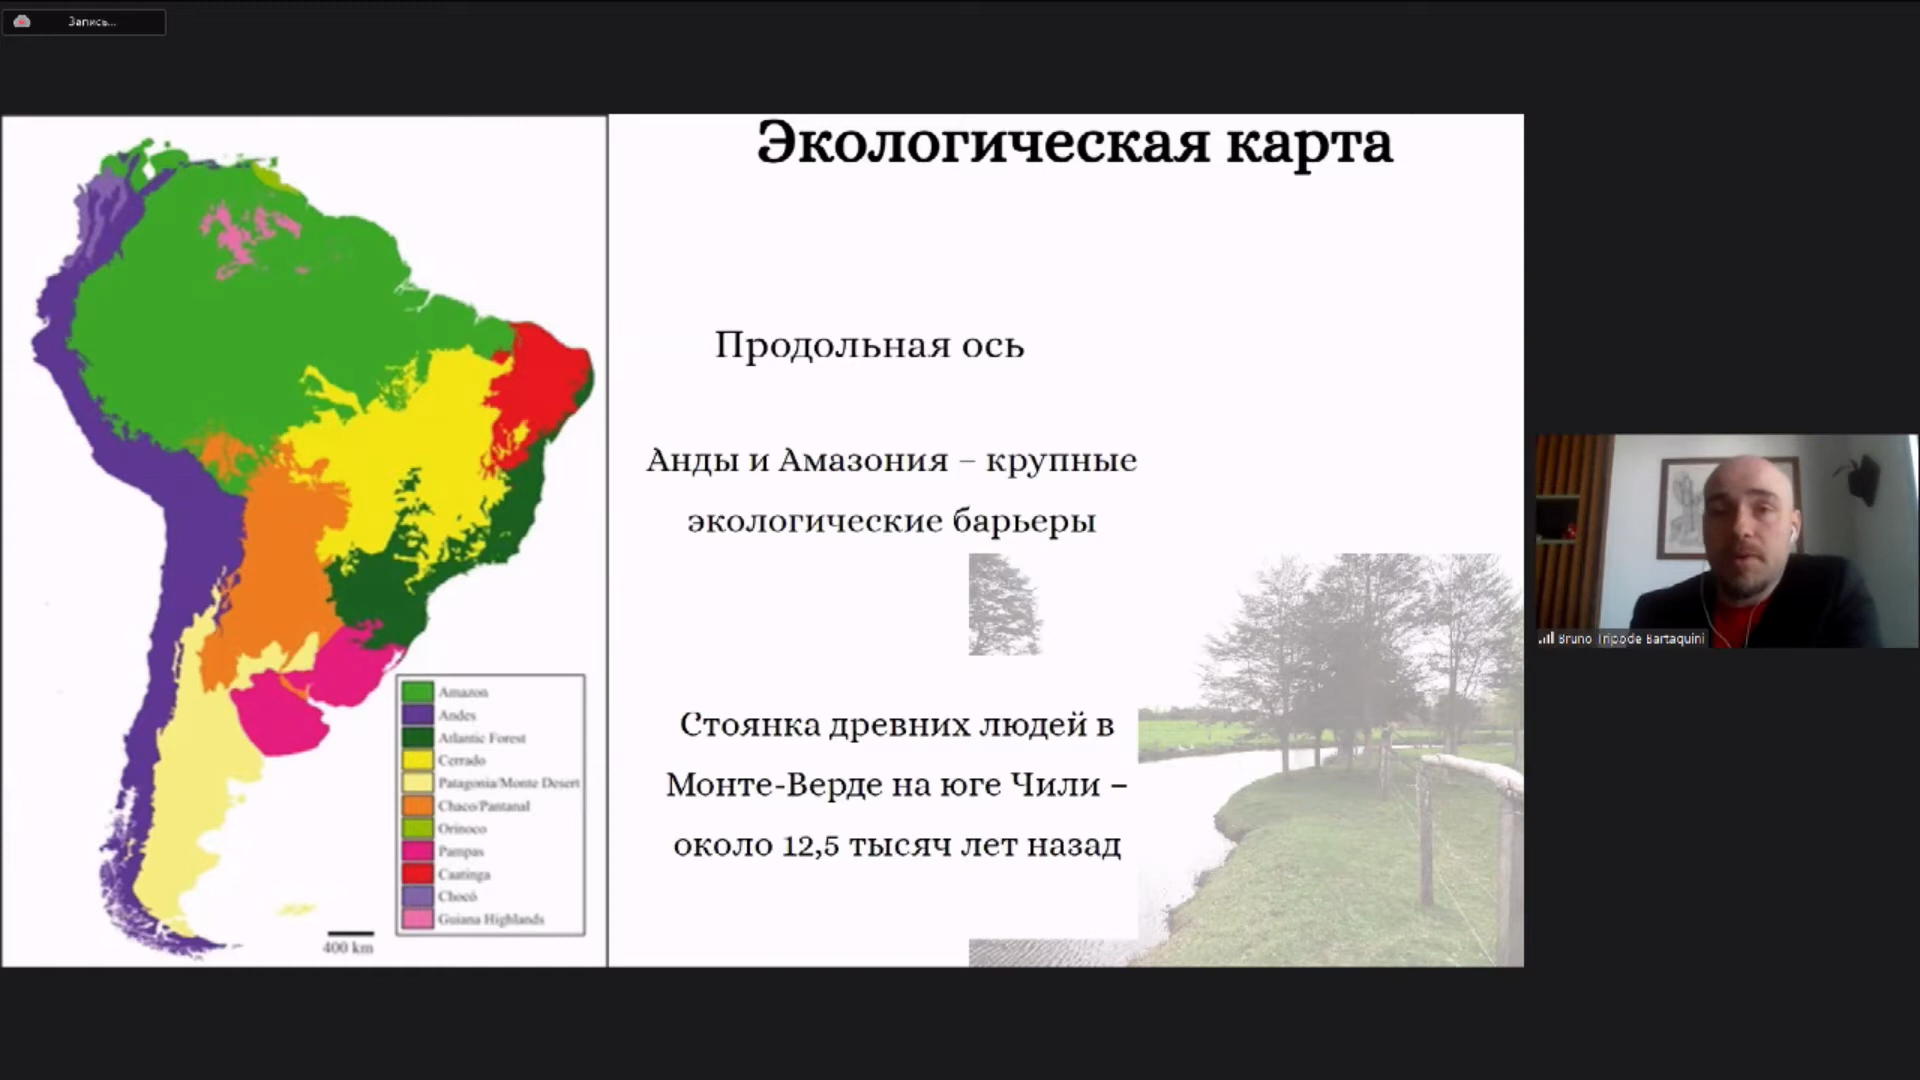 Запись...
Экологическая карта
Продольная ось
Анды и Амазония – крупные
экологические барьеры
Стоянка древних людей в
Монте-Верде на юге Чили –
около 12,5 тысяч лет назад
Amazon
Andes
Atlantic Forest
Cerrado
Patagonia/Monte Desert
Chaco/Pantanal
Orinoco
Pampas
Caatinga
Chocó
Guiana Highlands
400 km
Bruno Tripode Bartaquini